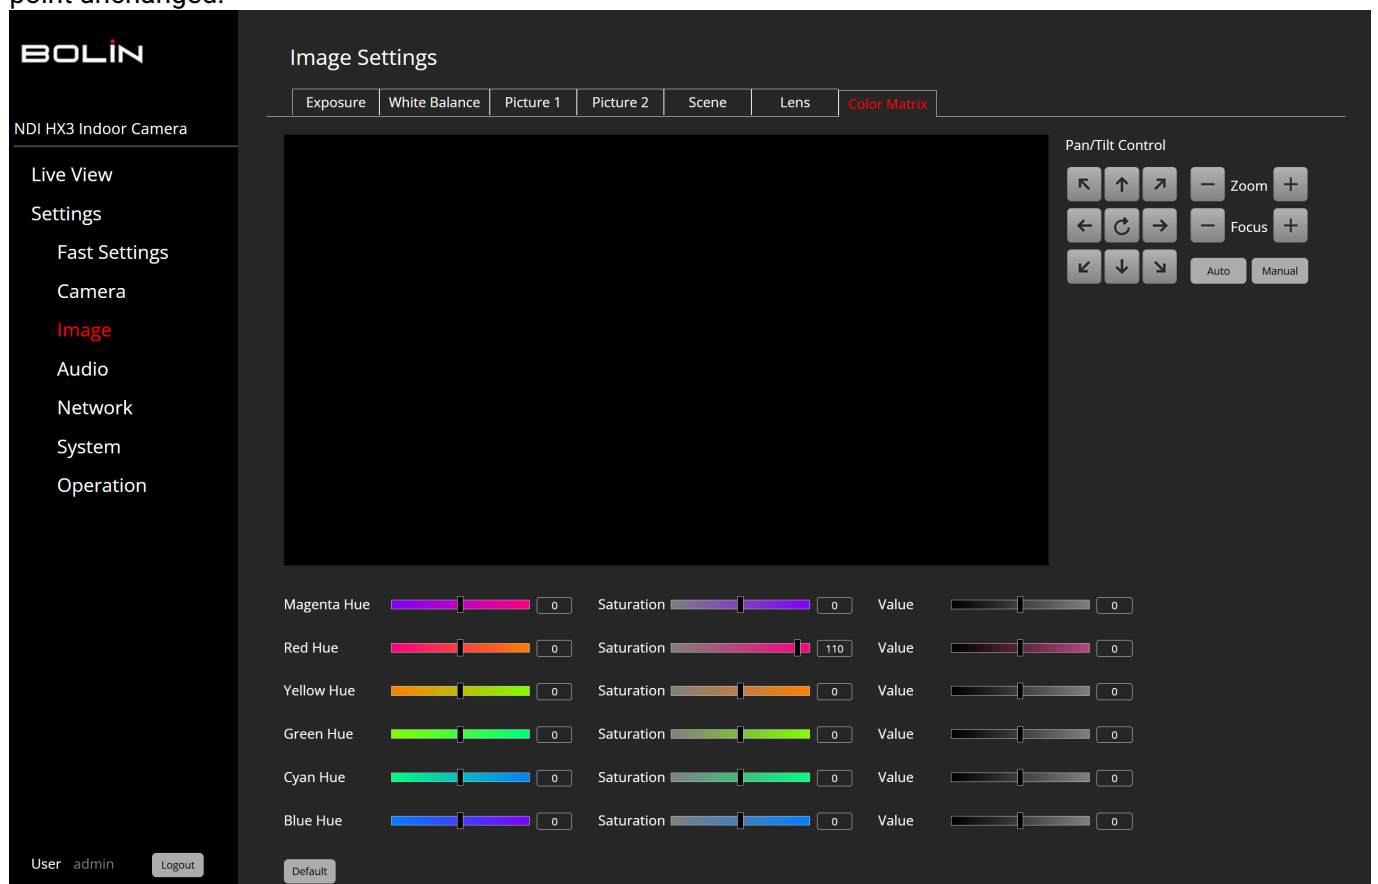 point unchanged.
BOLIN
Image Settings
Exposure White Balance Picture 1 Picture 2 Scene Lens Color Matrix
NDI HX3 Indoor Camera
Live View
Settings
Fast Settings
Camera
Image
Audio
Network
System
Operation
Pan/Tilt Control
Zoom
Focus
Auto Manual
Magenta Hue 0 Saturation 0 Value 0
Red Hue 0 Saturation 110 Value 0
Yellow Hue 0 Saturation 0 Value 0
Green Hue 0 Saturation 0 Value 0
Cyan Hue 0 Saturation 0 Value 0
Blue Hue 0 Saturation 0 Value 0
User admin Logout
Default